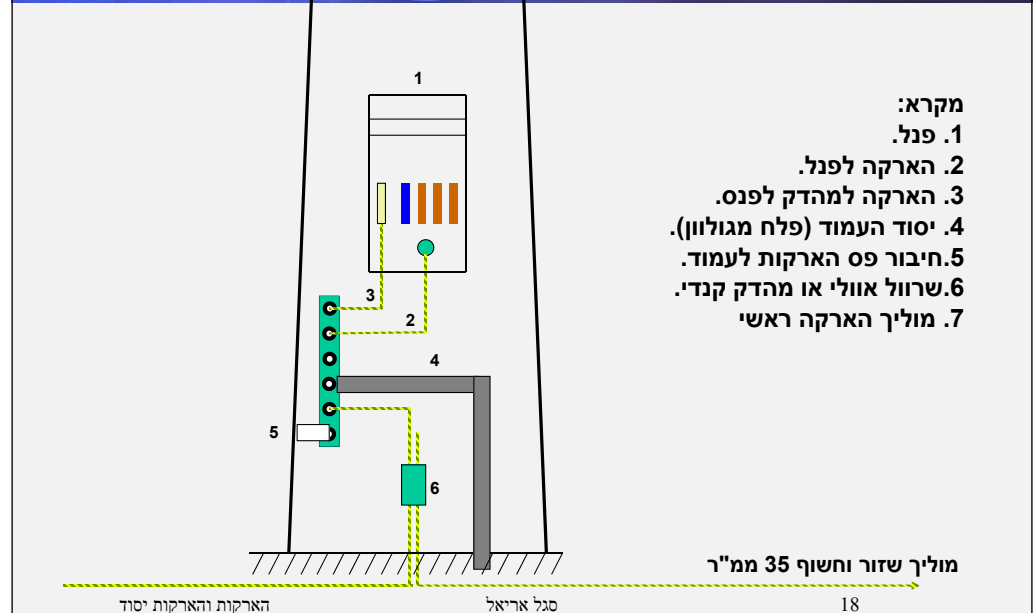 1
מקרא:
1. פנל.
2. הארקה לפנל.
3. הארקה למהדק לפנס.
4. יסוד העמוד (פלח מגולוון).
5.חיבור פס הארקות לעמוד.
6.שרוול אוולי או מהדק קנדי.
7. מוליך הארקה ראשי
3
2
4
5
6
מוליך שזור וחשוף 35 ממ"ר
הארקות והארקות יסוד
סגל אריאל
18